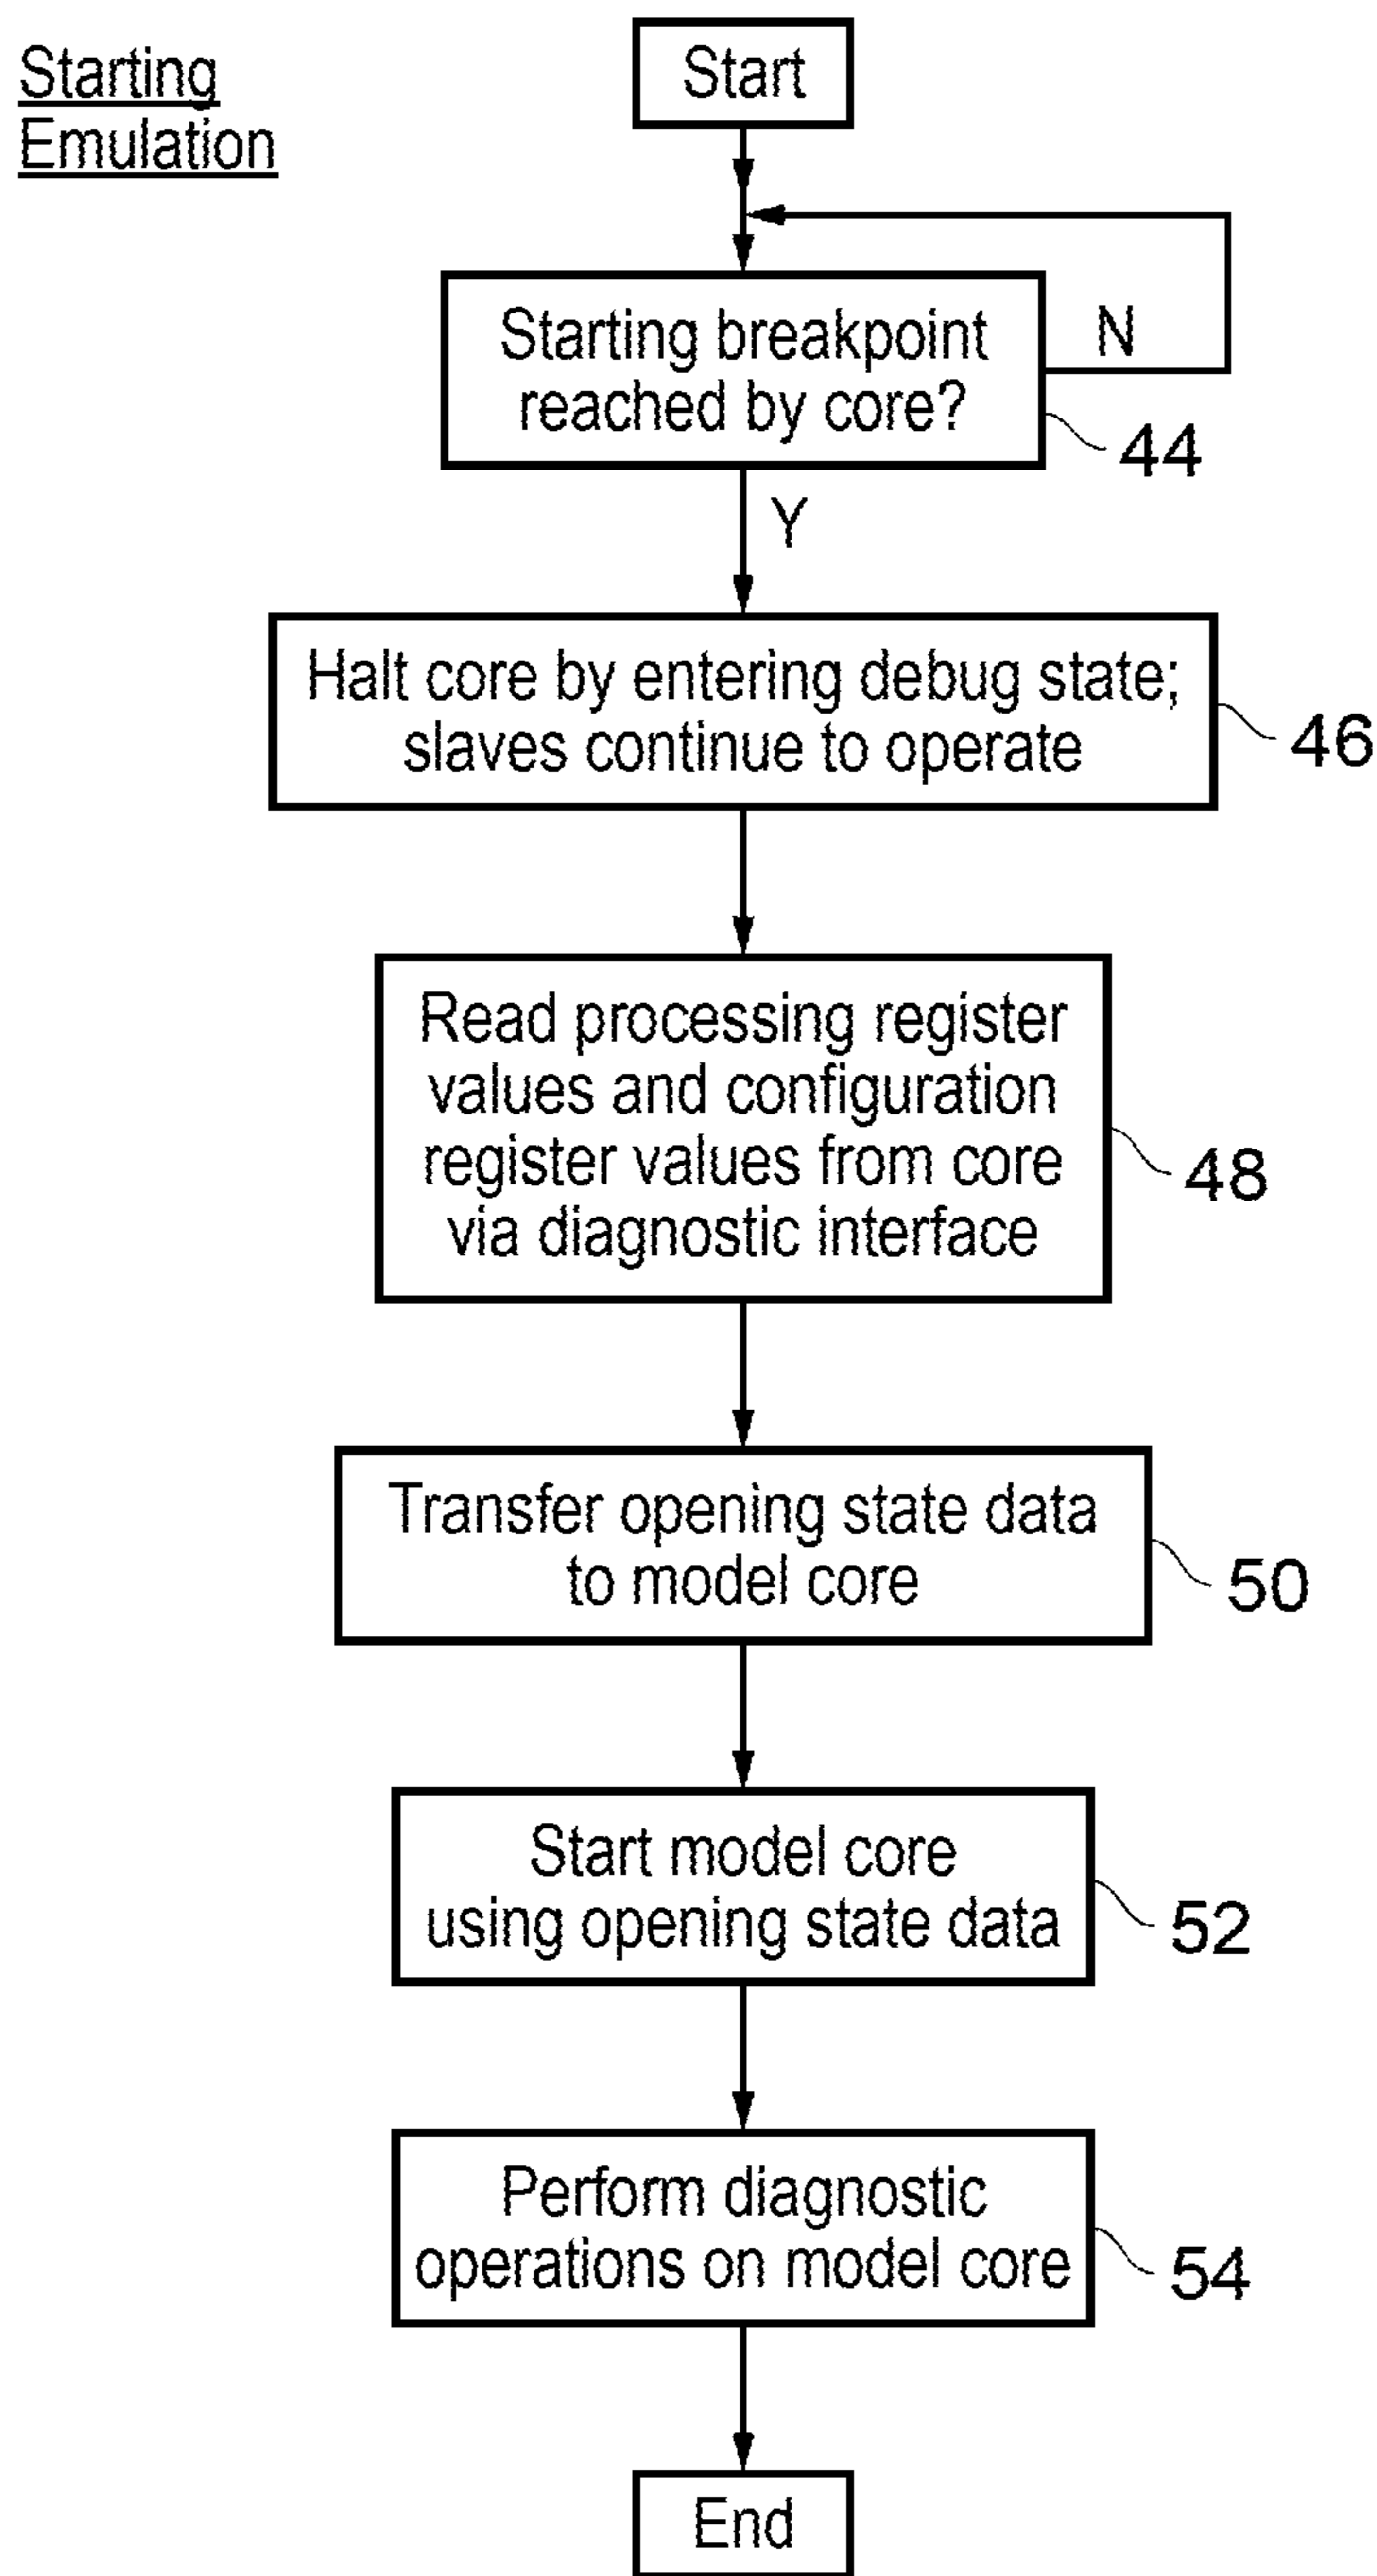 Starting
Emulation
Start
Starting breakpoint
reached by core?
N
44
Y
Halt core by entering debug state;
slaves continue to operate
46
Read processing register
values and configuration
register values from core
via diagnostic interface
48
Transfer opening state data
to model core
50
Start model core
using opening state data
52
Perform diagnostic
operations on model core
54
End